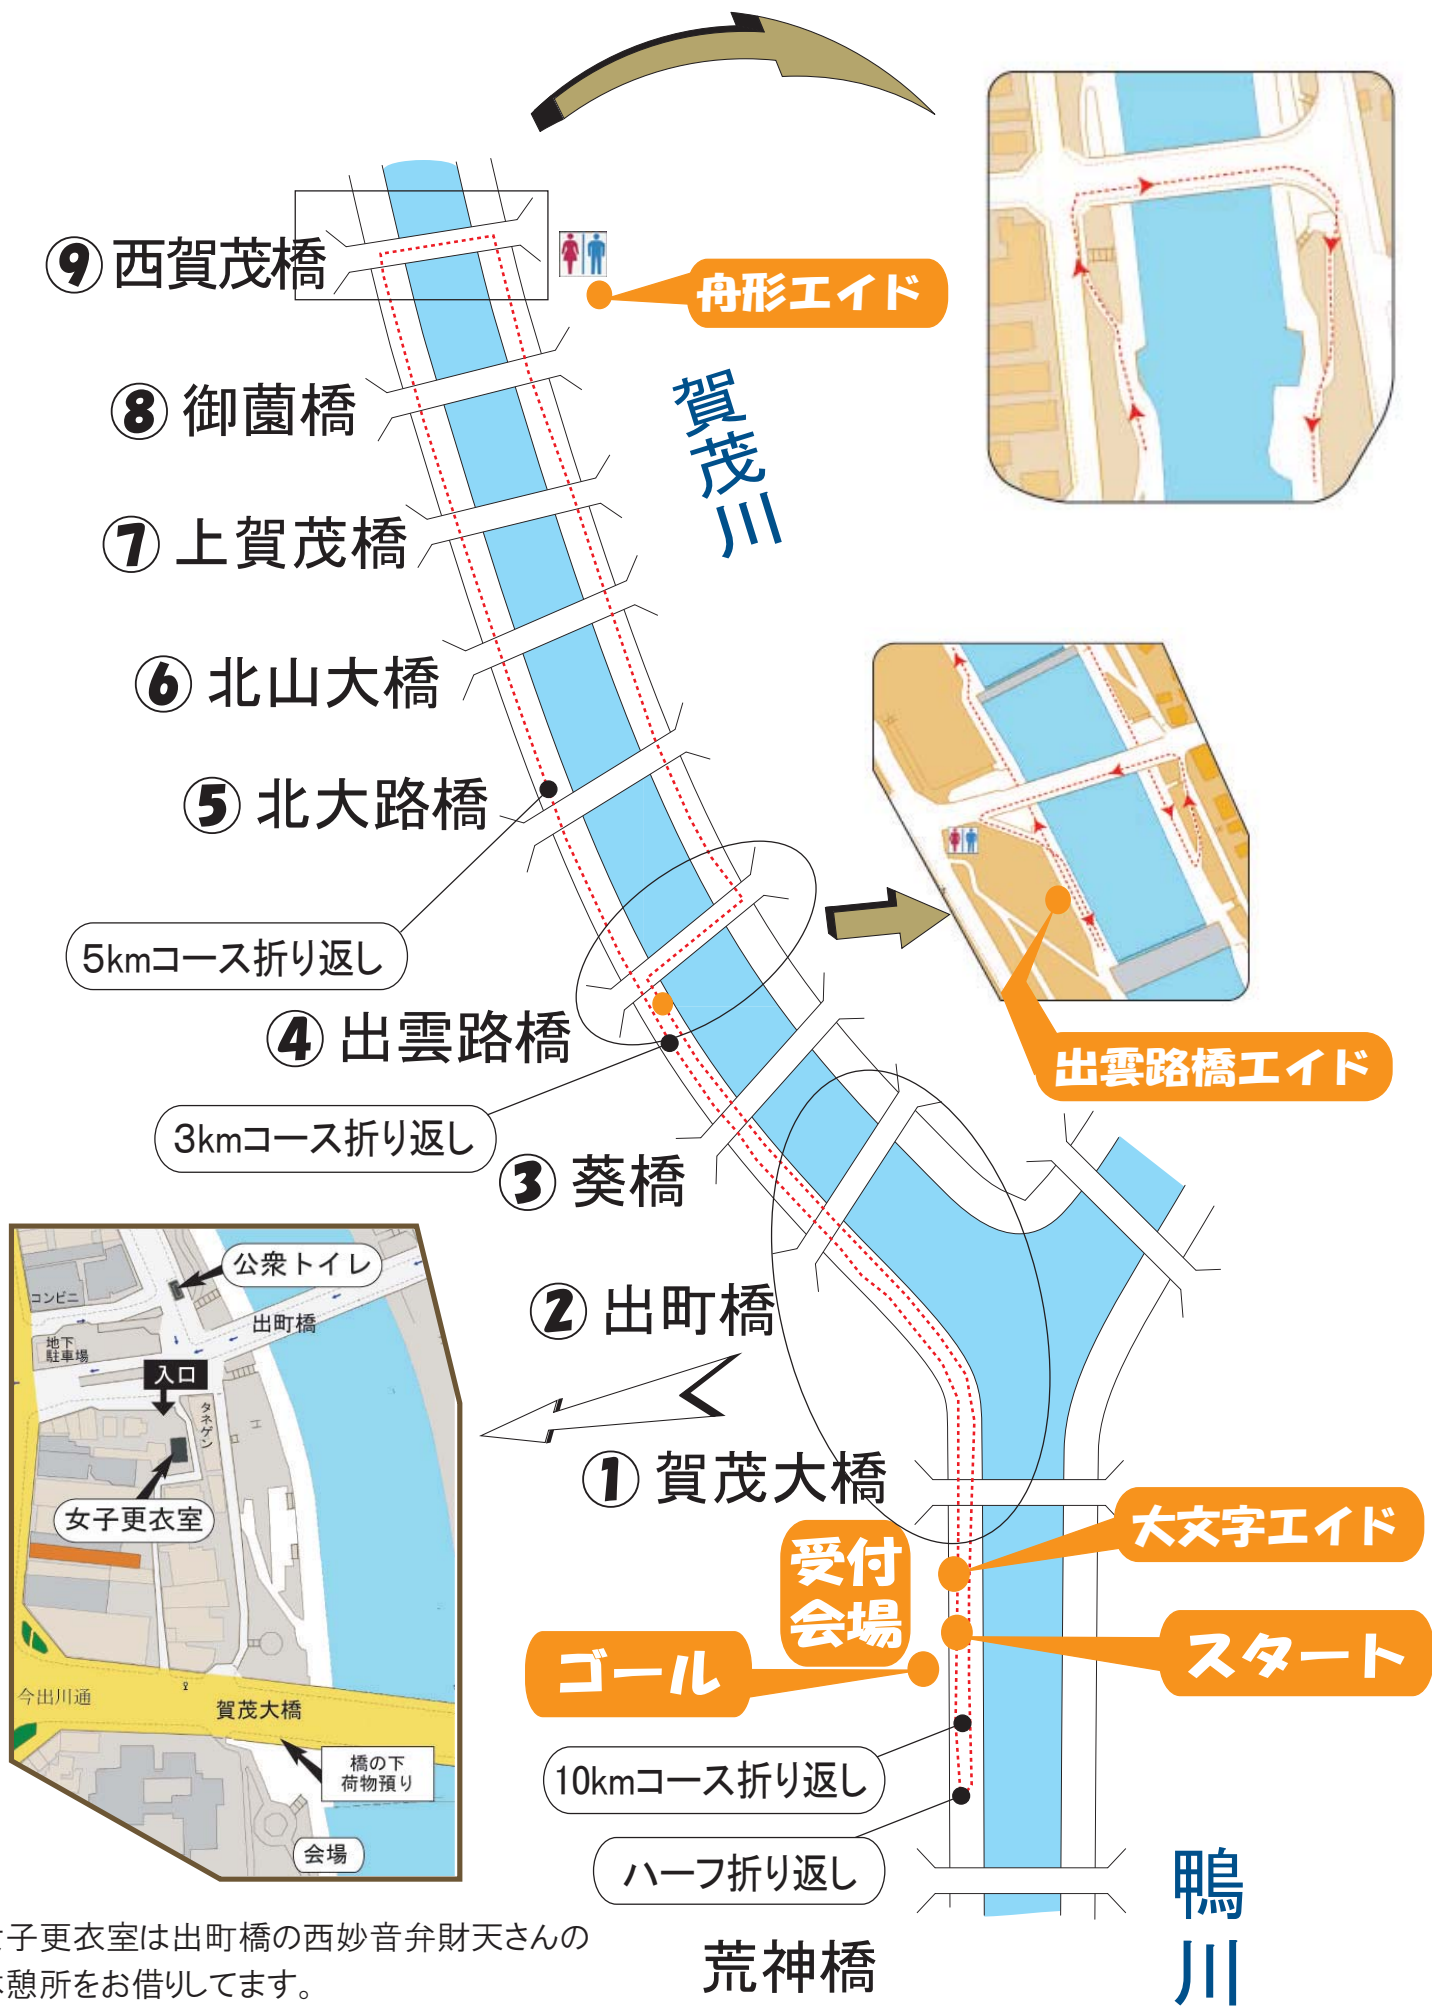 ⑨西賀茂橋
舟形エイド
⑧御薗橋
賀茂川
⑦上賀茂橋
⑥北山大橋
⑤北大路橋
5kmコース折り返し
④出雲路橋
出雲路橋エイド
3kmコース折り返し
③葵橋
②出町橋
①賀茂大橋
大文字エイド
受付
会場
スタート
ゴール
10kmコース折り返し
ハーフ折り返し
鴨川
荒神橋
公衆トイレ
コンビニ
出町橋
地下
駐車場
入口
タネゲン
女子更衣室
今出川通
賀茂大橋
橋の下
荷物預り
会場
子更衣室は出町橋の西妙音弁財天さんの
憩所をお借りしてます。